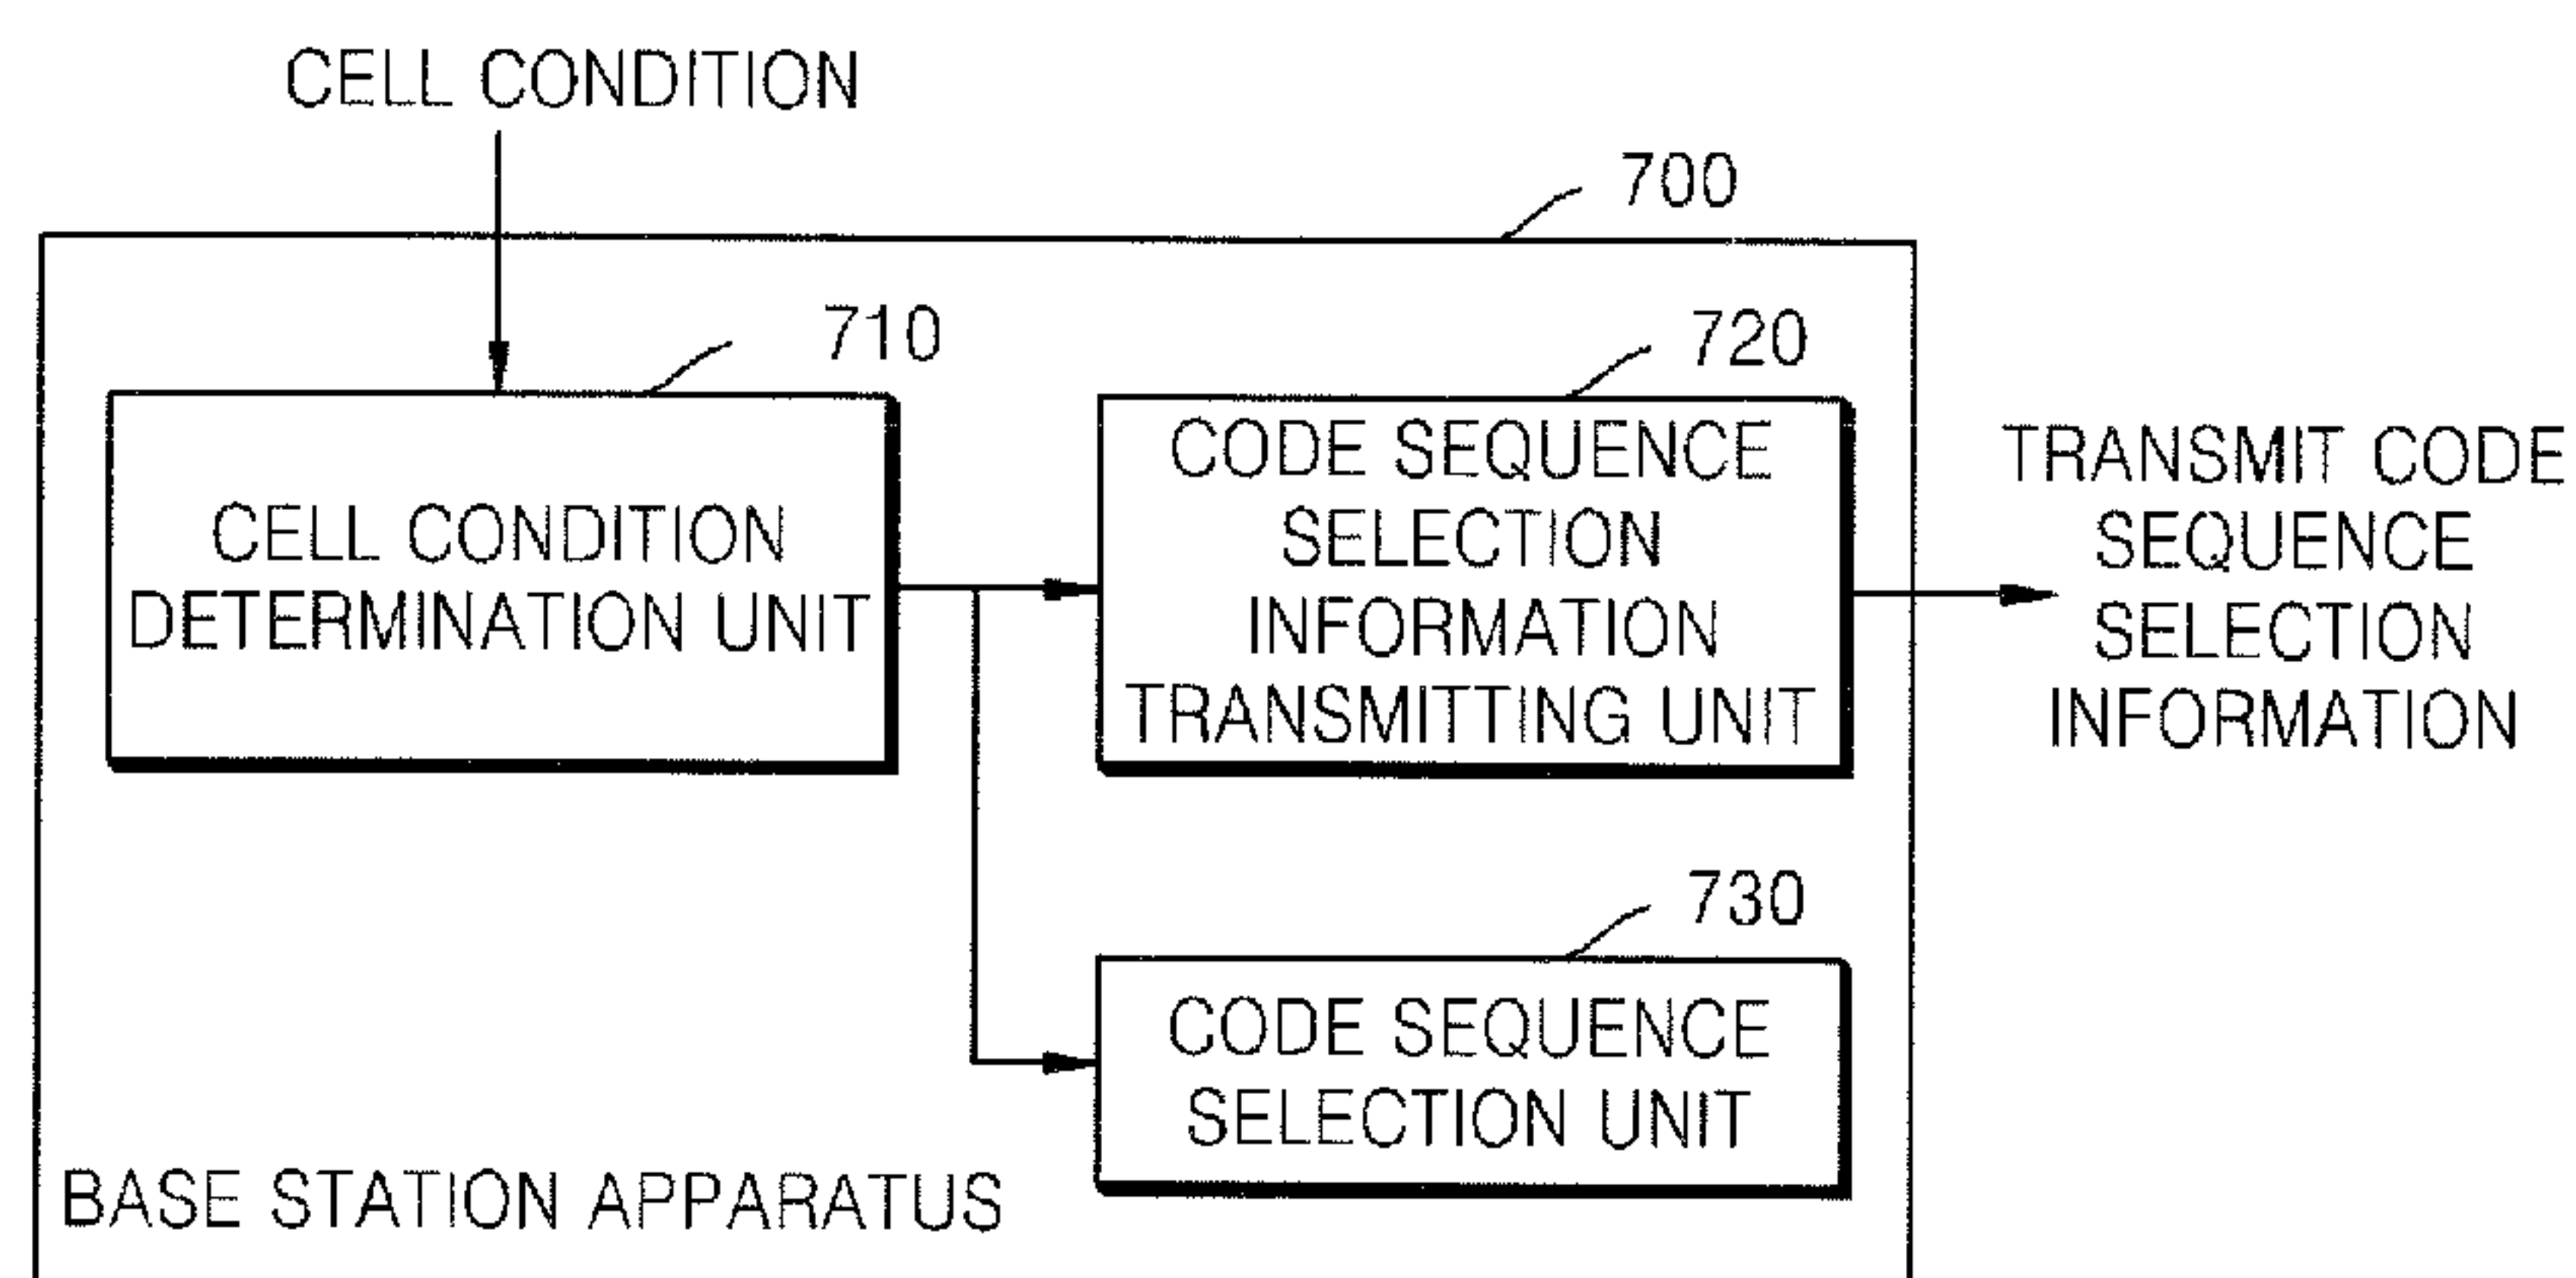 CELL CONDITION
700
710
720
CELL CONDITION
DETERMINATION UNIT
CODE SEQUENCE
SELECTION
INFORMATION
TRANSMITTING UNIT
TRANSMIT CODE
SEQUENCE
SELECTION
INFORMATION
730
CODE SEQUENCE
SELECTION UNIT
BASE STATION APPARATUS